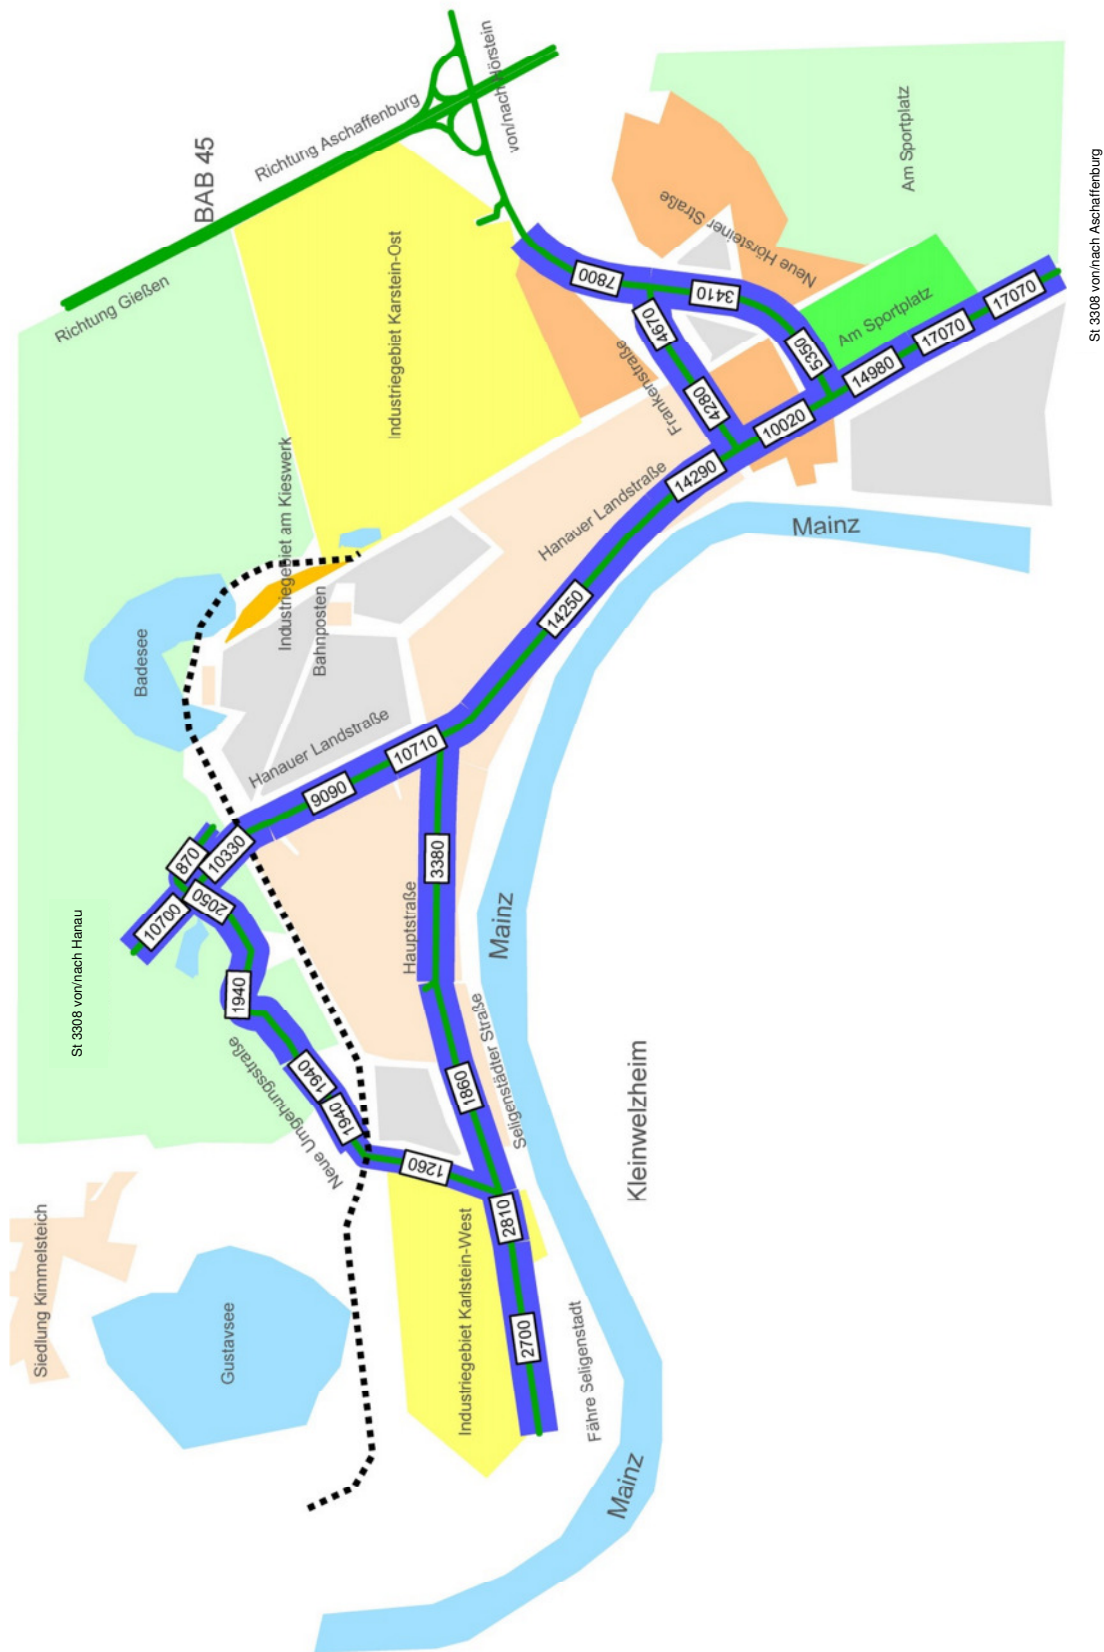 von/nach Hörstein
Richtung Aschaffenburg
BAB 45
Richtung Gießen
Am Sportplatz
St 3308 von/nach Aschaffenburg
Neue Hörsteiner Straße
Industriegebiet Karstein-Ost
7800
3410
4670
5350
Am Sportplatz
17070
17070
14980
Frankenstraße
4280
10020
14290
Hanauer Landstraße
Mainz
Industriegebiet am Kieswerk
Bahnposten
14250
Badesee
Hanauer Landstraße
10710
9090
870
10330
3380
2050
10700
Hauptstraße
Mainz
St 3308 von/nach Hanau
1940
Neue Umgehungsstraße
1940
1940
1860
Seligenstädter Straße
1260
Kleinwelzheim
2810
Industriegebiet Karlstein-West
2700
Siedlung Kimmelsteich
Gustavsee
Fähre Seligenstadt
Mainz